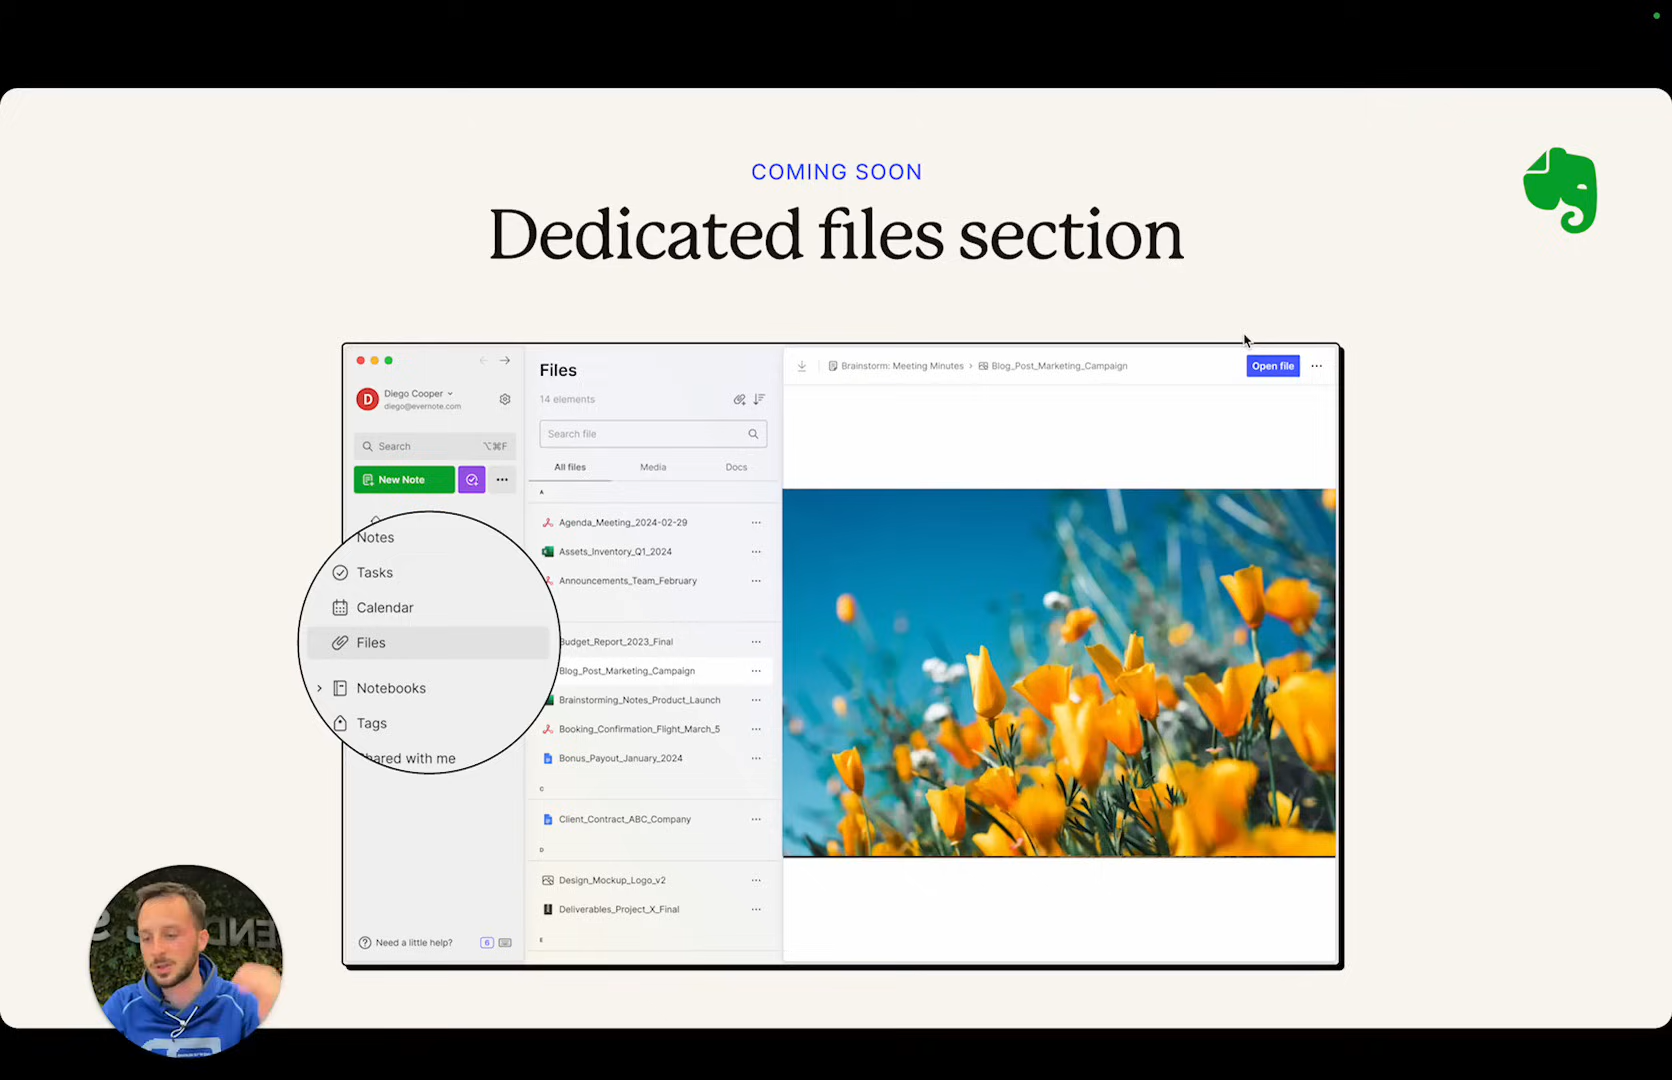 COMING SOON
Dedicated files section
D
Diego Cooper
diego@evernote.com
Search
⌥⌘F
New Note
Notes
Tasks
Calendar
Files
Notebooks
Tags
hared with me
Need a little help?
6
Files
14 elements
Search file
All files
Media
Docs
A
Agenda_Meeting_2024-02-29
Assets_Inventory_Q1_2024
Announcements_Team_February
Budget_Report_2023_Final
Blog_Post_Marketing_Campaign
Brainstorming_Notes_Product_Launch
Booking_Confirmation_Flight_March_5
Bonus_Payout_January_2024
C
Client_Contract_ABC_Company
D
Design_Mockup_Logo_v2
Deliverables_Project_X_Final
E
Brainstorm: Meeting Minutes › Blog_Post_Marketing_Campaign
Open file